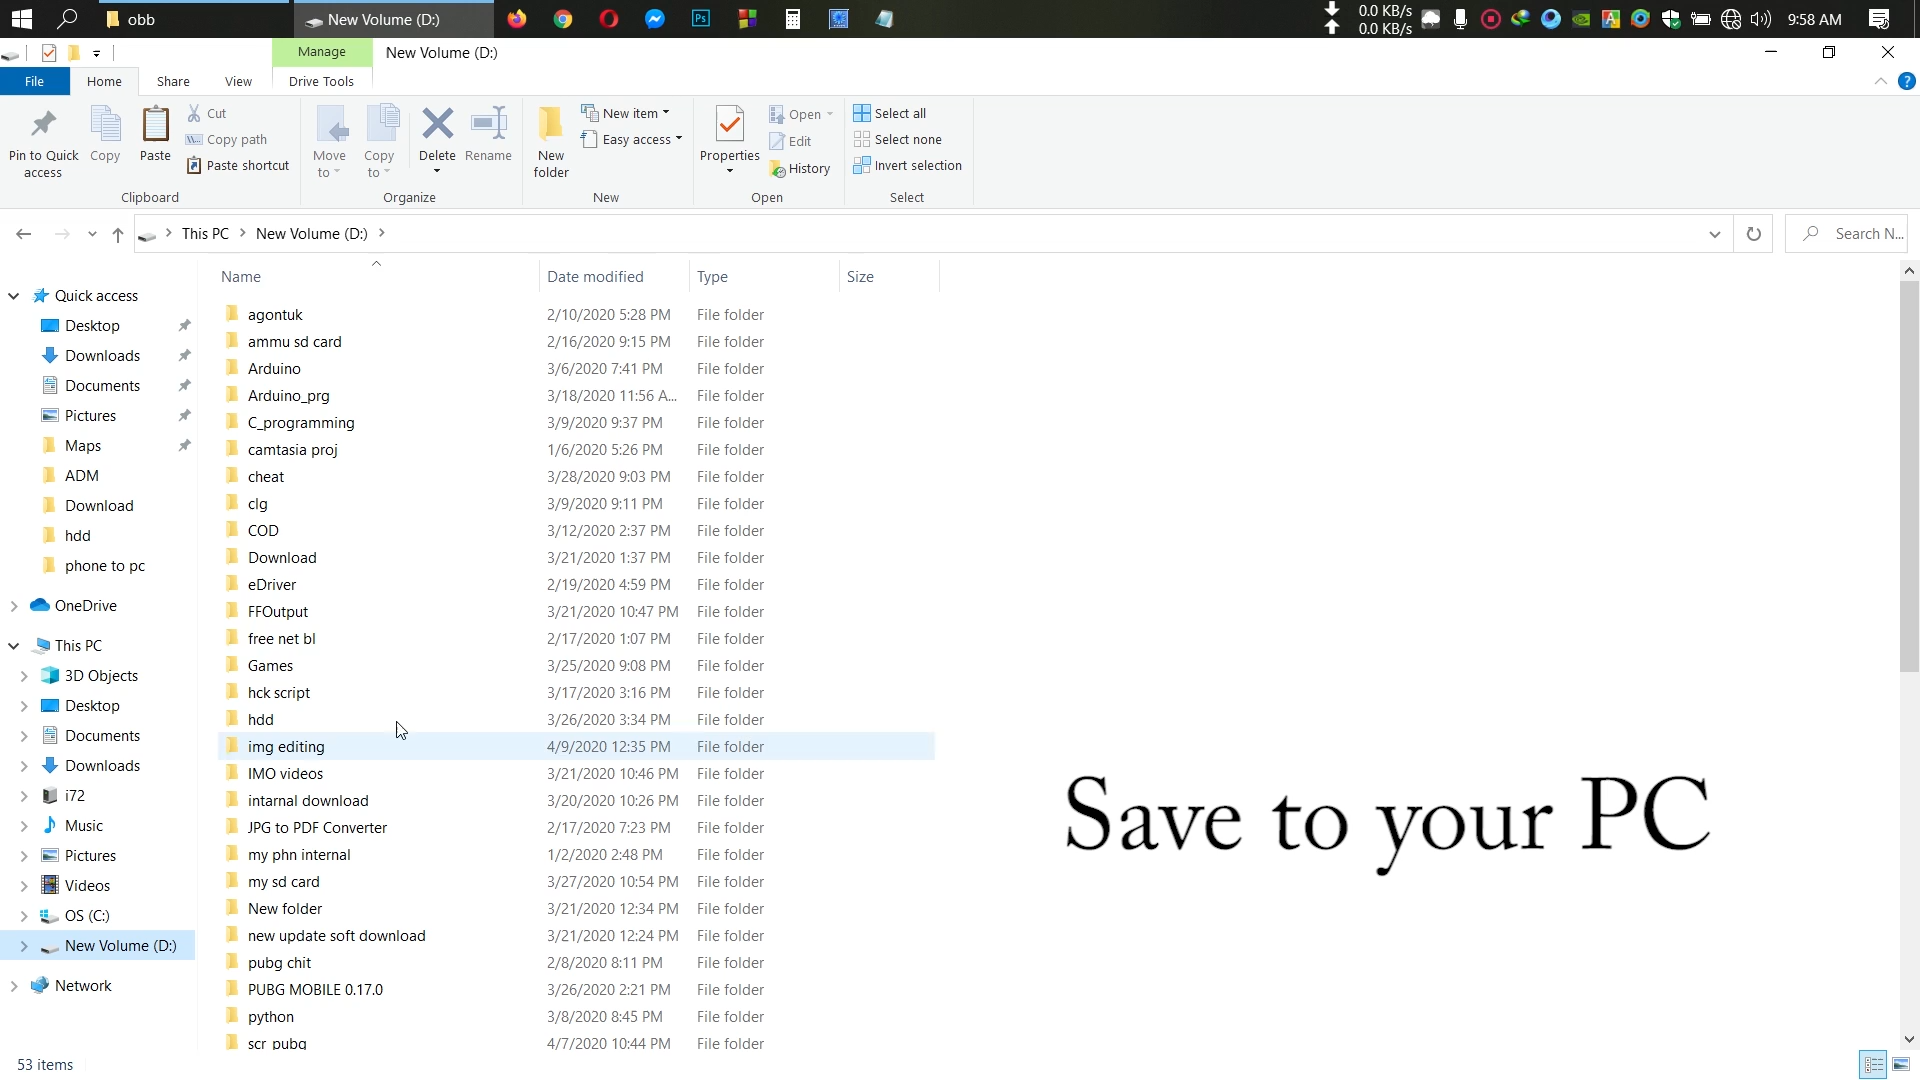 obb
New Volume (D:)
Ps
0.0 KB/s
0.0 KB/s
9:58 AM
Manage
New Volume (D:)
File
Home
Share
View
Drive Tools
Pin to Quick access
Copy
Paste
Cut
Copy path
Paste shortcut
Move to
Copy to
Delete
Rename
New folder
New item
Easy access
Properties
Open
Edit
History
Select all
Select none
Invert selection
Clipboard
Organize
New
Open
Select
This PC
New Volume (D:)
Search N...
Name
Date modified
Type
Size
Quick access
Desktop
Downloads
Documents
Pictures
Maps
ADM
Download
hdd
phone to pc
OneDrive
This PC
3D Objects
Desktop
Documents
Downloads
i72
Music
Pictures
Videos
OS (C:)
New Volume (D:)
Network
agontuk 2/10/2020 5:28 PM File folder
ammu sd card 2/16/2020 9:15 PM File folder
Arduino 3/6/2020 7:41 PM File folder
Arduino_prg 3/18/2020 11:56 A... File folder
C_programming 3/9/2020 9:37 PM File folder
camtasia proj 1/6/2020 5:26 PM File folder
cheat 3/28/2020 9:03 PM File folder
clg 3/9/2020 9:11 PM File folder
COD 3/12/2020 2:37 PM File folder
Download 3/21/2020 1:37 PM File folder
eDriver 2/19/2020 4:59 PM File folder
FFOutput 3/21/2020 10:47 PM File folder
free net bl 2/17/2020 1:07 PM File folder
Games 3/25/2020 9:08 PM File folder
hck script 3/17/2020 3:16 PM File folder
hdd 3/26/2020 3:34 PM File folder
img editing 4/9/2020 12:35 PM File folder
IMO videos 3/21/2020 10:46 PM File folder
intarnal download 3/20/2020 10:26 PM File folder
JPG to PDF Converter 2/17/2020 7:23 PM File folder
my phn internal 1/2/2020 2:48 PM File folder
my sd card 3/27/2020 10:54 PM File folder
New folder 3/21/2020 12:34 PM File folder
new update soft download 3/21/2020 12:24 PM File folder
pubg chit 2/8/2020 8:11 PM File folder
PUBG MOBILE 0.17.0 3/26/2020 2:21 PM File folder
python 3/8/2020 8:45 PM File folder
scr pubg 4/7/2020 10:44 PM File folder
Save to your PC
53 items